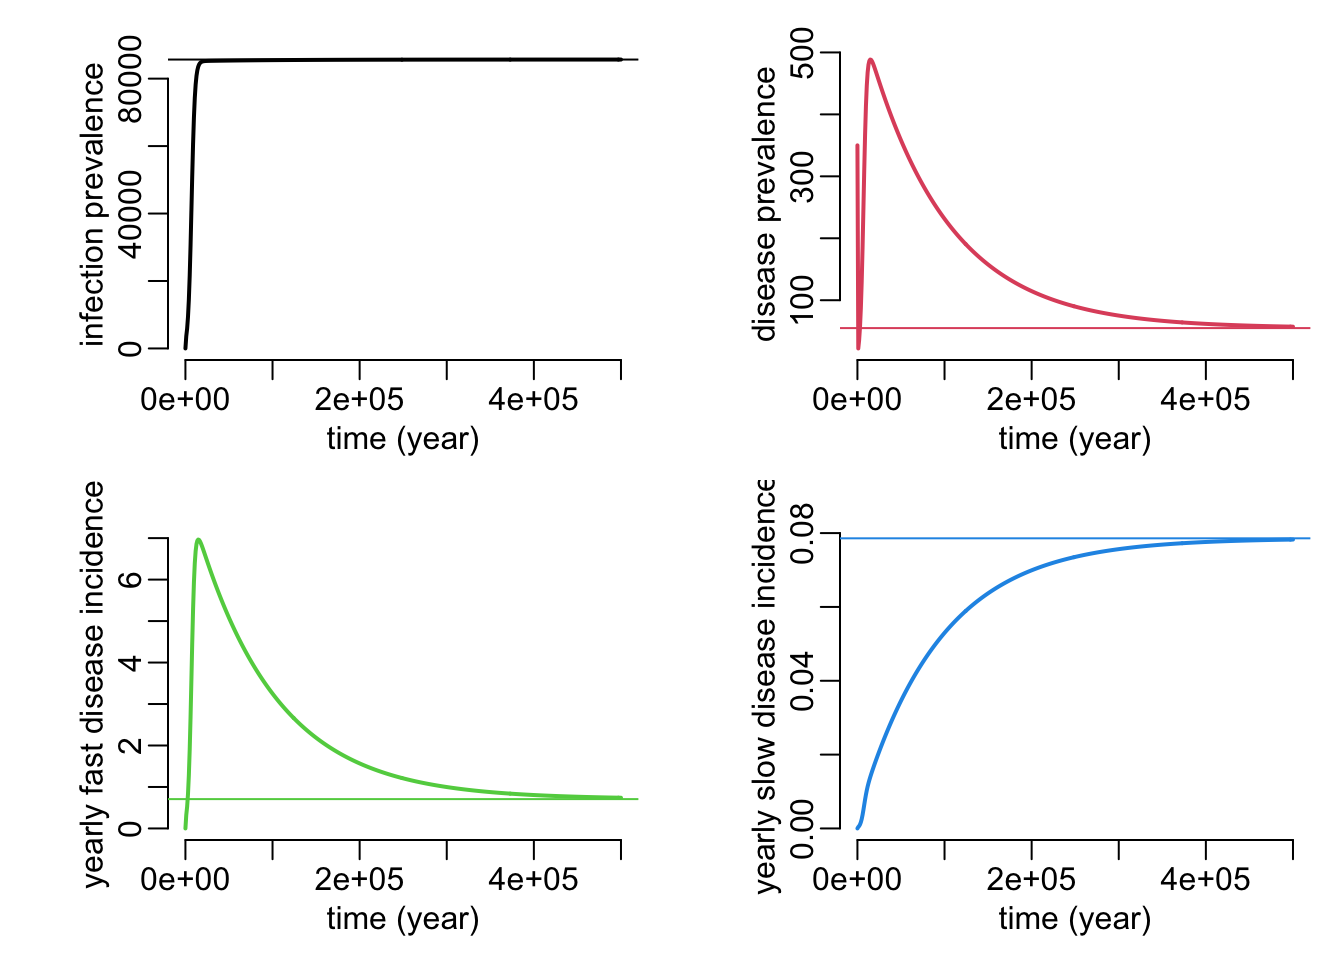 infection prevalence
0
40000
80000
0e+00
2e+05
4e+05
time (year)
disease prevalence
100
300
500
0e+00
2e+05
4e+05
time (year)
yearly fast disease incidence
0
2
4
6
0e+00
2e+05
4e+05
time (year)
yearly slow disease incidence
0.00
0.04
0.08
0e+00
2e+05
4e+05
time (year)